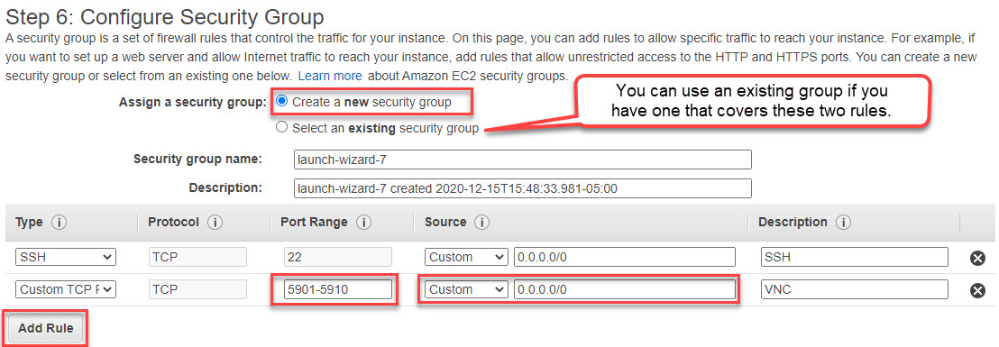 Step 6: Configure Security Group
A security group is a set of firewall rules that control the traffic for your instance. On this page, you can add rules to allow specific traffic to reach your instance. For example, if
you want to set up a web server and allow Internet traffic to reach your instance, add rules that allow unrestricted access to the HTTP and HTTPS ports. You can create a new
security group or select from an existing one below. Learn more about Amazon EC2 security groups.
Assign a security group: Create a new security group
You can use an existing group if you
have one that covers these two rules.
Select an existing security group
Security group name: launch-wizard-7
Description: launch-wizard-7 created 2020-12-15T15:48:33.981-05:00
Type i Protocol i Port Range i Source i Description i
SSH TCP 22 Custom 0.0.0.0/0 SSH
Custom TCP F TCP 5901-5910 Custom 0.0.0.0/0 VNC
Add Rule